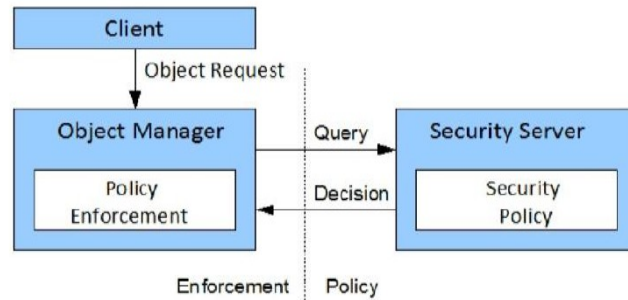 Client
Object Request
Object Manager
Policy
Enforcement
Query
Decision
Security Server
Security
Policy
Enforcement
Policy